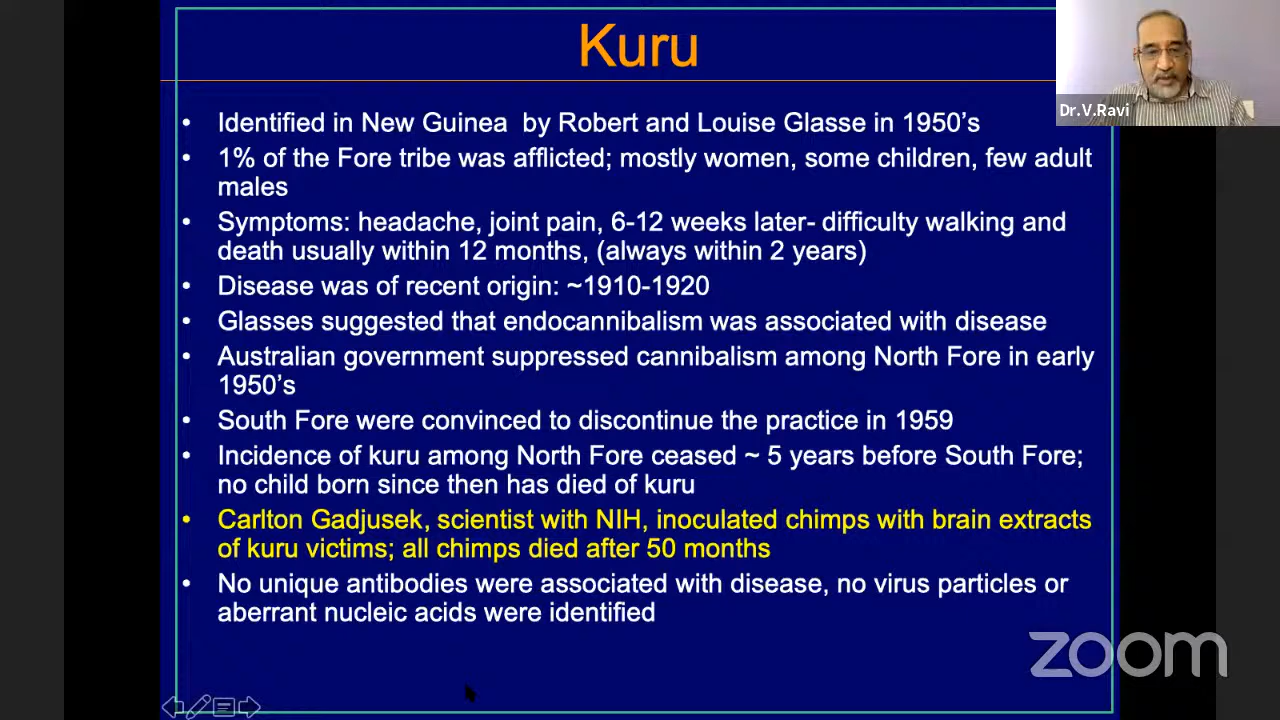 Kuru
Dr.V.Ravi
• Identified in New Guinea by Robert and Louise Glasse in 1950's
• 1% of the Fore tribe was afflicted; mostly women, some children, few adult
males
• Symptoms: headache, joint pain, 6-12 weeks later- difficulty walking and
death usually within 12 months, (always within 2 years)
• Disease was of recent origin: ~1910-1920
• Glasses suggested that endocannibalism was associated with disease
• Australian government suppressed cannibalism among North Fore in early
1950's
• South Fore were convinced to discontinue the practice in 1959
• Incidence of kuru among North Fore ceased ~ 5 years before South Fore;
no child born since then has died of kuru
• Carlton Gadjusek, scientist with NIH, inoculated chimps with brain extracts
of kuru victims; all chimps died after 50 months
• No unique antibodies were associated with disease, no virus particles or
aberrant nucleic acids were identified
zoom